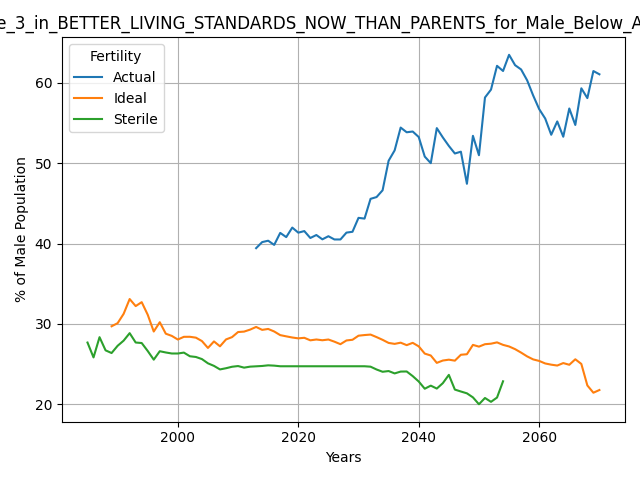 e_3_in_BETTER_LIVING_STANDARDS_NOW_THAN_PARENTS_for_Male_Below_A
Fertility
Actual
Ideal
Sterile
% of Male Population
60
50
40
30
20
2000
2020
2040
2060
Years